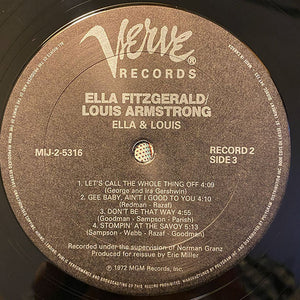 Verve®
RECORDS
ELLA FITZGERALD/
LOUIS ARMSTRONG
ELLA & LOUIS
MIJ-2-5316
RECORD 2
SIDE 3
1. LET'S CALL THE WHOLE THING OFF 4:09
(George and Ira Gershwin)
2. GEE BABY, AIN'T I GOOD TO YOU 4:10
(Redman - Razaf)
3. DON'T BE THAT WAY 4:55
(Goodman - Sampson - Parish)
4. STOMPIN' AT THE SAVOY 5:13
(Sampson - Webb - Razaf - Goodman)
Recorded under the supervision of Norman Granz
Produced for reissue by Eric Miller
© 1972 MGM Records, Inc.